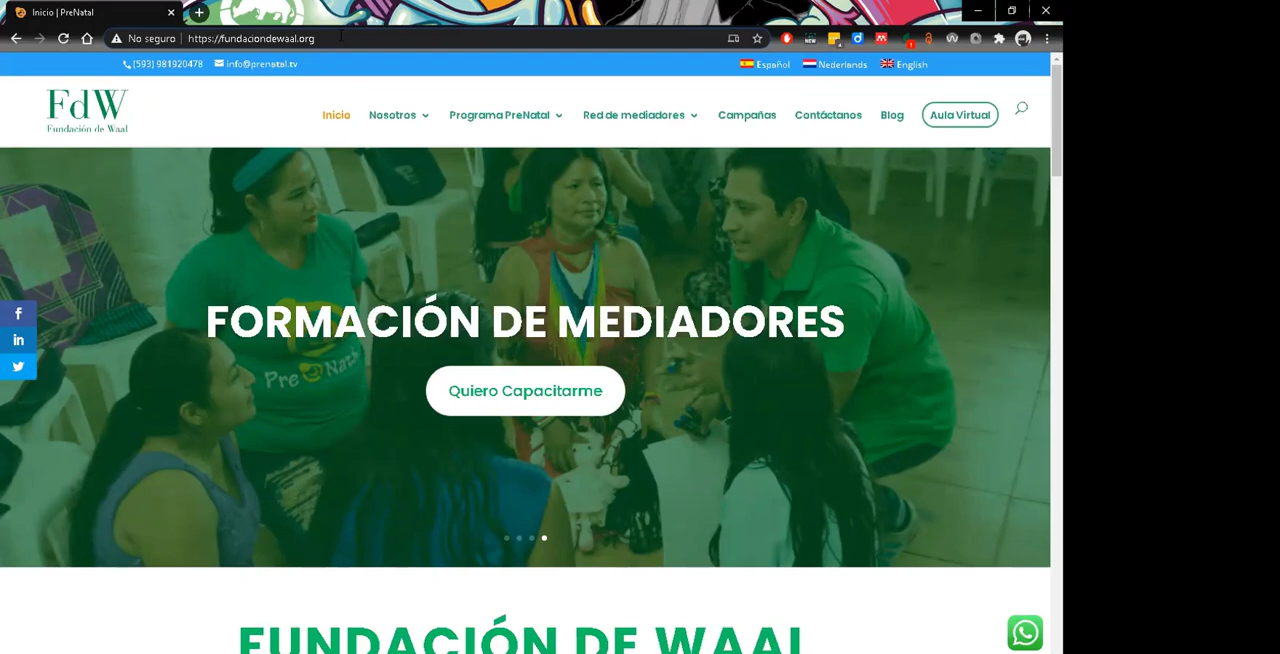 Inicio | PreNatal
No seguro | https://fundaciondewaal.org
(593) 981920478 info@prenatal.tv Español Nederlands English
FdW
Fundación de Waal
Inicio Nosotros Programa PreNatal Red de mediadores Campañas Contáctanos Blog Aula Virtual
FORMACIÓN DE MEDIADORES
Pre Natal
Quiero Capacitarme
FUNDACIÓN DE WAAL